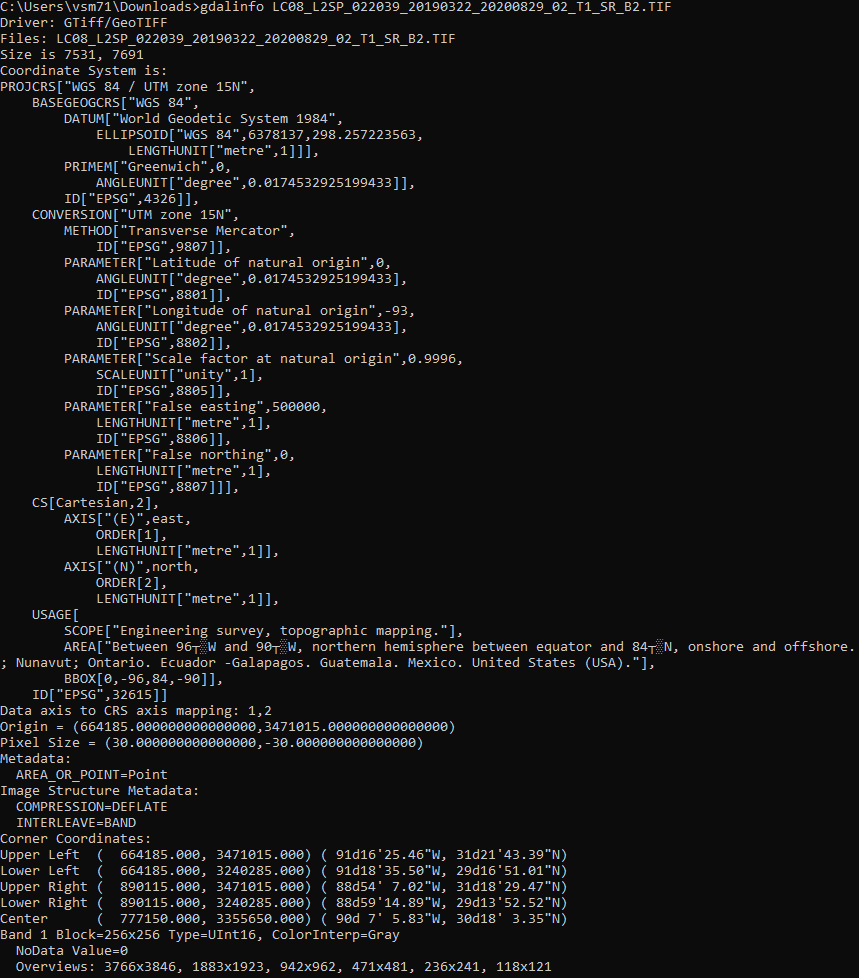 C:\Users\vsm71\Downloads>gdalinfo LC08_L2SP_022039_20190322_20200829_02_T1_SR_B2.TIF
Driver: GTiff/GeoTIFF
Files: LC08_L2SP_022039_20190322_20200829_02_T1_SR_B2.TIF
Size is 7531, 7691
Coordinate System is:
PROJCRS["WGS 84 / UTM zone 15N",
    BASEGEOGCRS["WGS 84",
        DATUM["World Geodetic System 1984",
            ELLIPSOID["WGS 84",6378137,298.257223563,
                LENGTHUNIT["metre",1]]],
        PRIMEM["Greenwich",0,
            ANGLEUNIT["degree",0.0174532925199433]],
        ID["EPSG",4326]],
    CONVERSION["UTM zone 15N",
        METHOD["Transverse Mercator",
            ID["EPSG",9807]],
        PARAMETER["Latitude of natural origin",0,
            ANGLEUNIT["degree",0.0174532925199433],
            ID["EPSG",8801]],
        PARAMETER["Longitude of natural origin",-93,
            ANGLEUNIT["degree",0.0174532925199433],
            ID["EPSG",8802]],
        PARAMETER["Scale factor at natural origin",0.9996,
            SCALEUNIT["unity",1],
            ID["EPSG",8805]],
        PARAMETER["False easting",500000,
            LENGTHUNIT["metre",1],
            ID["EPSG",8806]],
        PARAMETER["False northing",0,
            LENGTHUNIT["metre",1],
            ID["EPSG",8807]]],
    CS[Cartesian,2],
        AXIS["(E)",east,
            ORDER[1],
            LENGTHUNIT["metre",1]],
        AXIS["(N)",north,
            ORDER[2],
            LENGTHUNIT["metre",1]],
    USAGE[
        SCOPE["Engineering survey, topographic mapping."],
        AREA["Between 96┬░W and 90┬░W, northern hemisphere between equator and 84┬░N, onshore and offshore.
; Nunavut; Ontario. Ecuador -Galapagos. Guatemala. Mexico. United States (USA)."],
        BBOX[0,-96,84,-90]],
    ID["EPSG",32615]]
Data axis to CRS axis mapping: 1,2
Origin = (664185.000000000000000,3471015.000000000000000)
Pixel Size = (30.000000000000000,-30.000000000000000)
Metadata:
  AREA_OR_POINT=Point
Image Structure Metadata:
  COMPRESSION=DEFLATE
  INTERLEAVE=BAND
Corner Coordinates:
Upper Left  (  664185.000, 3471015.000) ( 91d16'25.46"W, 31d21'43.39"N)
Lower Left  (  664185.000, 3240285.000) ( 91d18'35.50"W, 29d16'51.01"N)
Upper Right (  890115.000, 3471015.000) ( 88d54' 7.02"W, 31d18'29.47"N)
Lower Right (  890115.000, 3240285.000) ( 88d59'14.89"W, 29d13'52.52"N)
Center      (  777150.000, 3355650.000) ( 90d 7' 5.83"W, 30d18' 3.35"N)
Band 1 Block=256x256 Type=UInt16, ColorInterp=Gray
  NoData Value=0
  Overviews: 3766x3846, 1883x1923, 942x962, 471x481, 236x241, 118x121